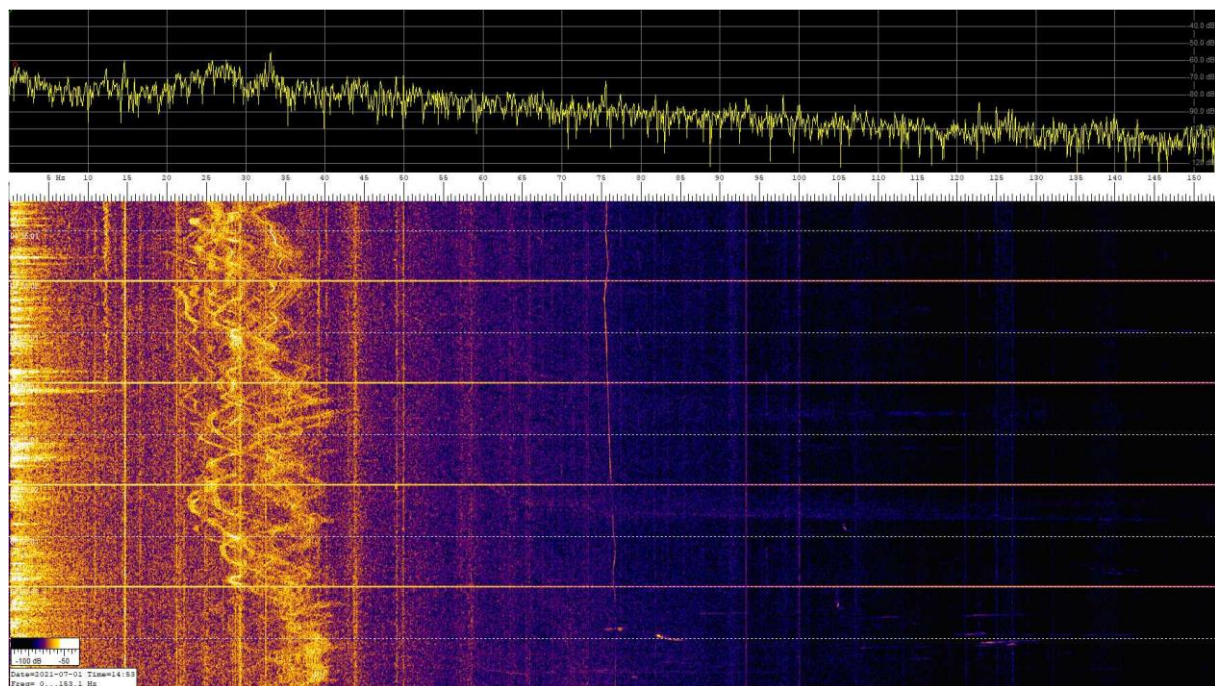 -40.0 dB
-50.0 dB
-60.0 dB
-70.0 dB
-80.0 dB
-90.0 dB
120 dB
5 Hz 10 15 20 25 30 35 40 45 50 55 60 65 70 75 80 85 90 95 100 105 110 115 120 125 130 135 140 145 150
-100 dB -50
Date=2021-07-01 Time=14:53
Freq= 0...153.1 Hz